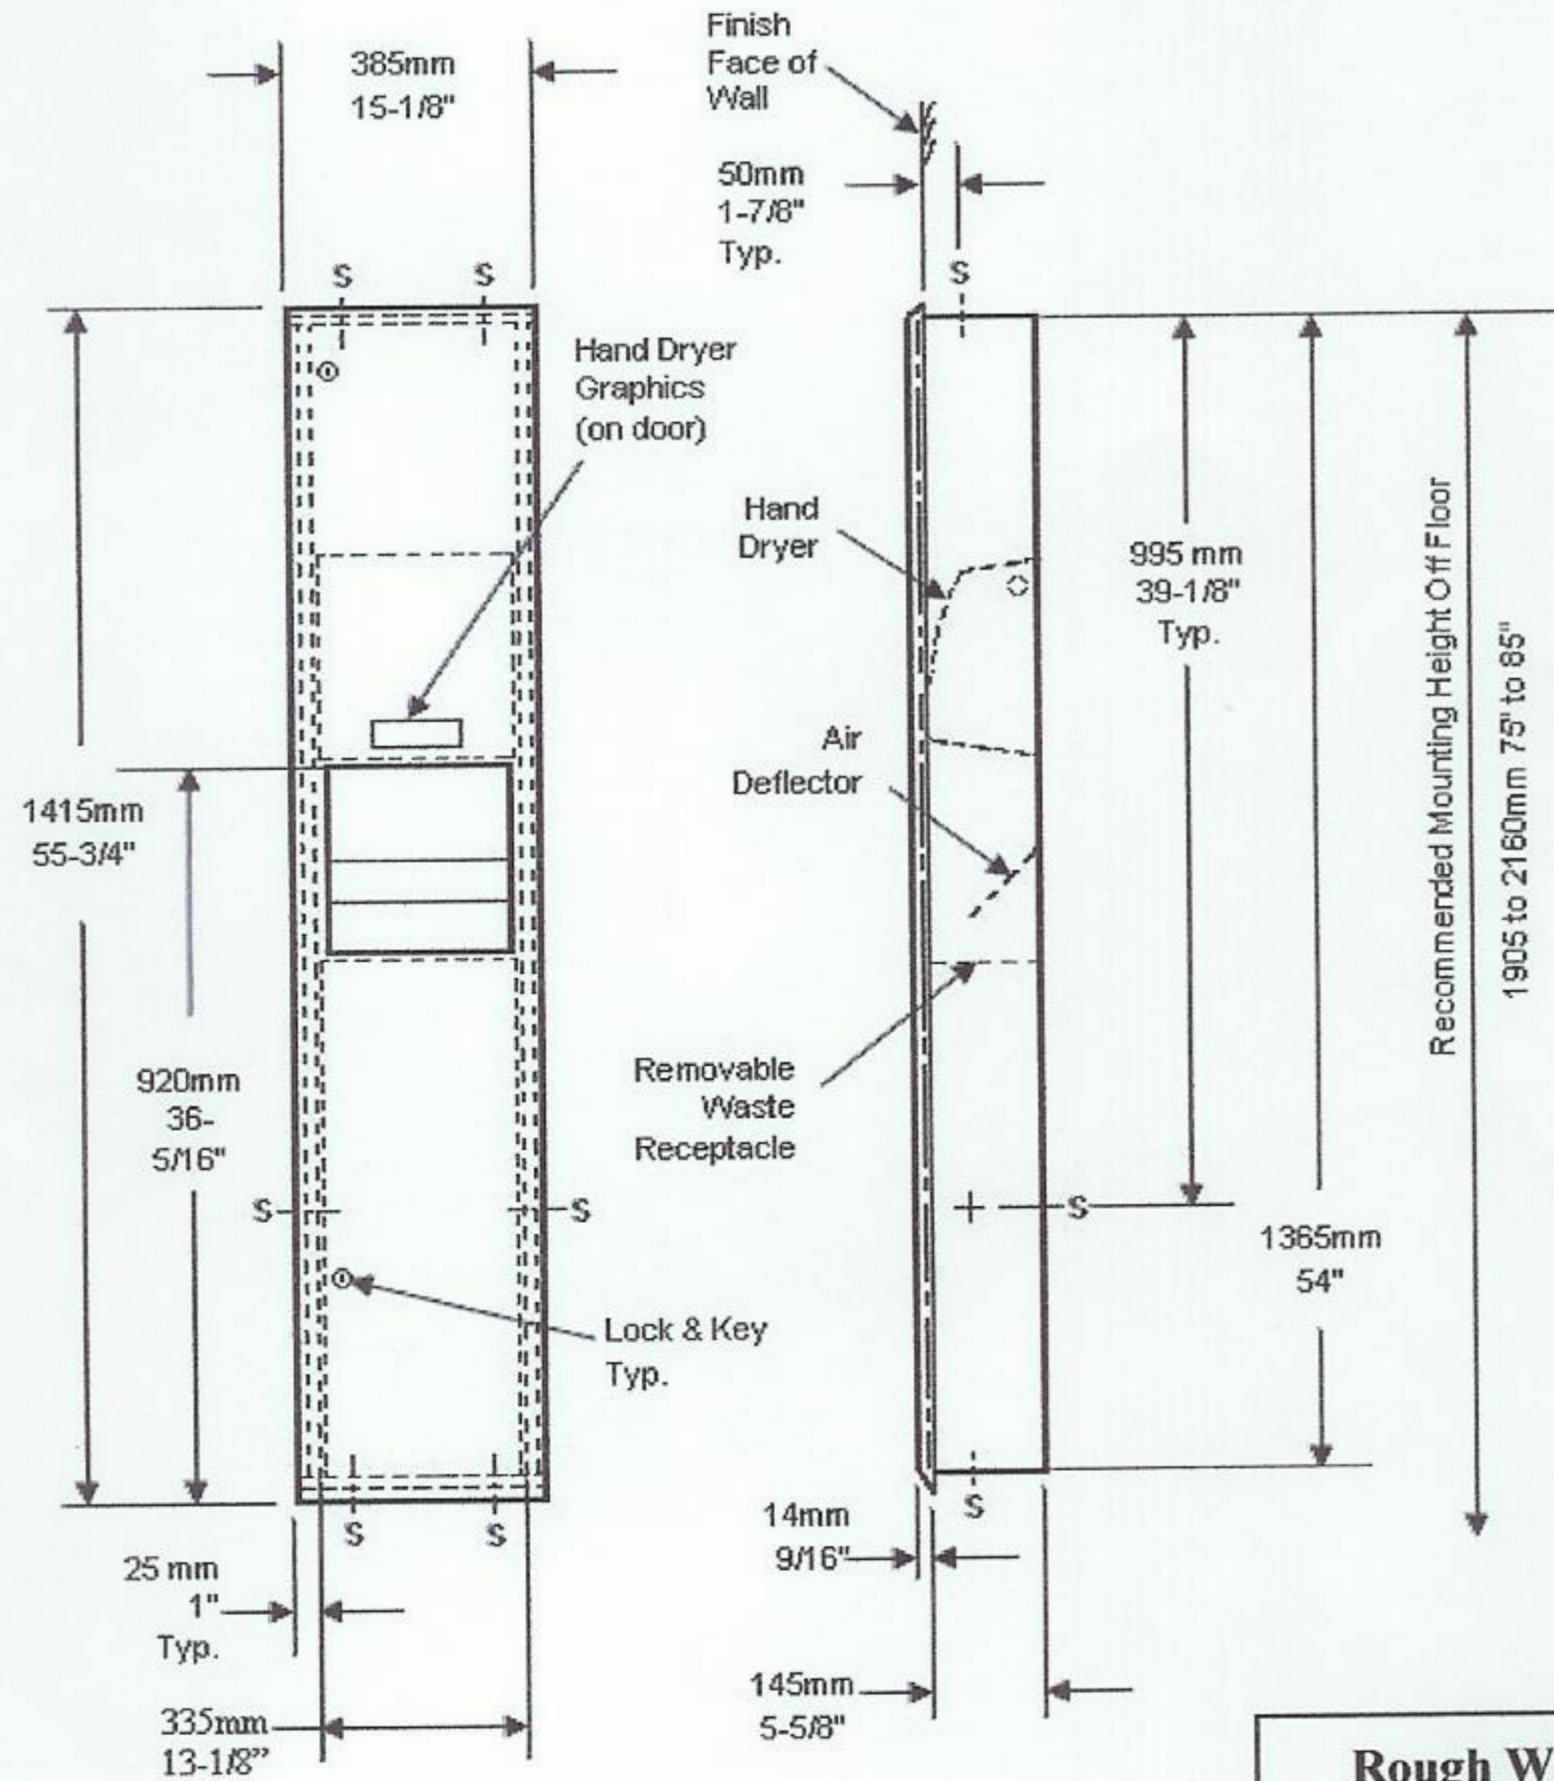 385mm
15-1/8"
Finish
Face of
Wall
50mm
1-7/8"
Typ.
S
S
S
Hand Dryer
Graphics
(on door)
Hand
Dryer
995 mm
39-1/8"
Typ.
Recommended Mounting Height Off Floor
1905 to 2160mm 75" to 85"
Air
Deflector
1415mm
55-3/4"
920mm
36-
5/16"
Removable
Waste
Receptacle
S
S
S
1365mm
54"
Lock & Key
Typ.
S
S
S
14mm
9/16"
25 mm
1"
Typ.
145mm
5-5/8"
335mm
13-1/8"
Rough W